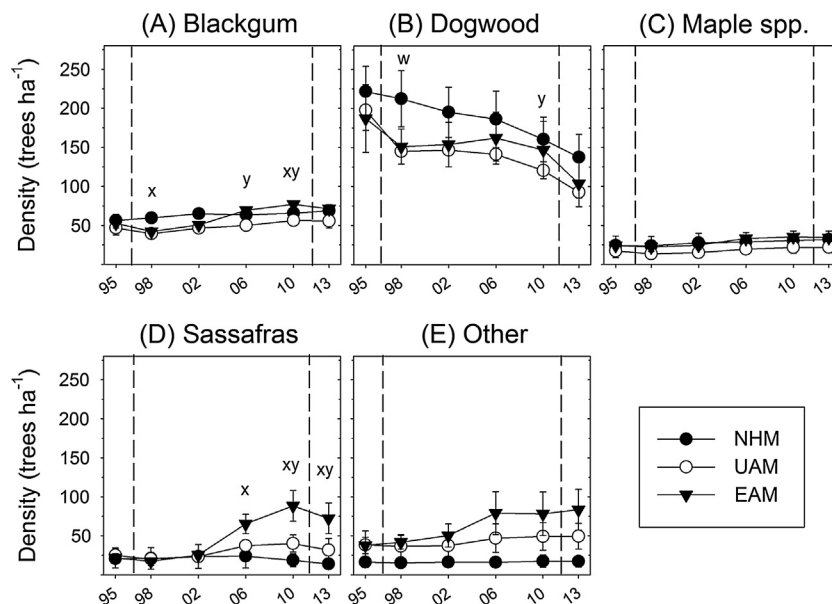 (A) Blackgum (B) Dogwood (C) Maple spp.
Density (trees ha⁻¹)
250
200
150
100
50
x y xy
w y
95 98 02 06 10 13
95 98 02 06 10 13
95 98 02 06 10 13
(D) Sassafras (E) Other
Density (trees ha⁻¹)
250
200
150
100
50
x xy xy
95 98 02 06 10 13
95 98 02 06 10 13
NHM
UAM
EAM